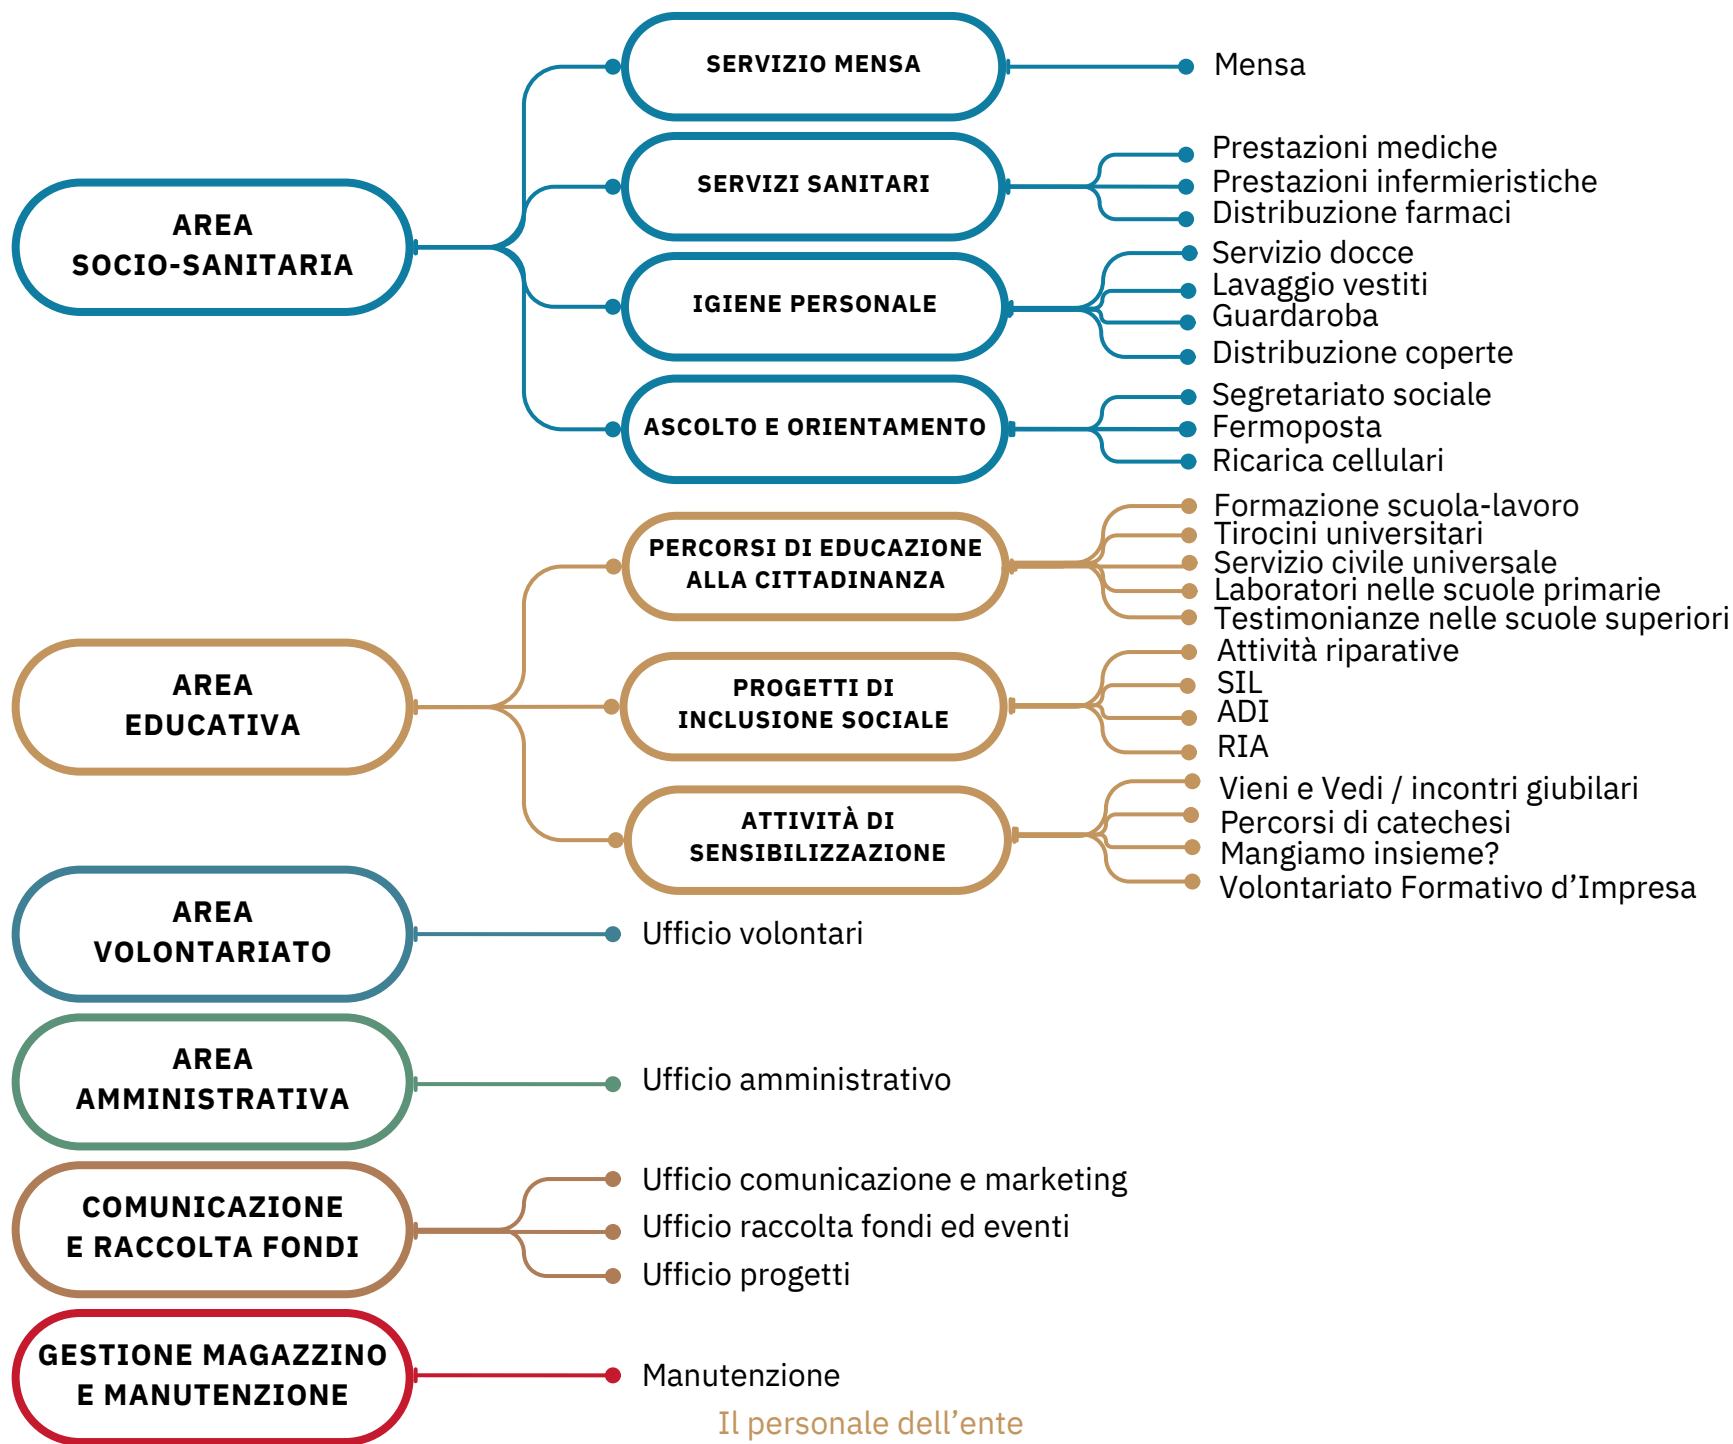 AREA
SOCIO-SANITARIA
SERVIZIO MENSA
Mensa
SERVIZI SANITARI
Prestazioni mediche
Prestazioni infermieristiche
Distribuzione farmaci
IGIENE PERSONALE
Servizio docce
Lavaggio vestiti
Guardaroba
Distribuzione coperte
ASCOLTO E ORIENTAMENTO
Segretariato sociale
Fermoposta
Ricarica cellulari
AREA
EDUCATIVA
PERCORSI DI EDUCAZIONE
ALLA CITTADINANZA
Formazione scuola-lavoro
Tirocini universitari
Servizio civile universale
Laboratori nelle scuole primarie
Testimonianze nelle scuole superiori
PROGETTI DI
INCLUSIONE SOCIALE
Attività riparative
SIL
ADI
RIA
ATTIVITÀ DI
SENSIBILIZZAZIONE
Vieni e Vedi / incontri giubilari
Percorsi di catechesi
Mangiamo insieme?
Volontariato Formativo d’Impresa
AREA
VOLONTARIATO
Ufficio volontari
AREA
AMMINISTRATIVA
Ufficio amministrativo
COMUNICAZIONE
E RACCOLTA FONDI
Ufficio comunicazione e marketing
Ufficio raccolta fondi ed eventi
Ufficio progetti
GESTIONE MAGAZZINO
E MANUTENZIONE
Manutenzione
Il personale dell’ente